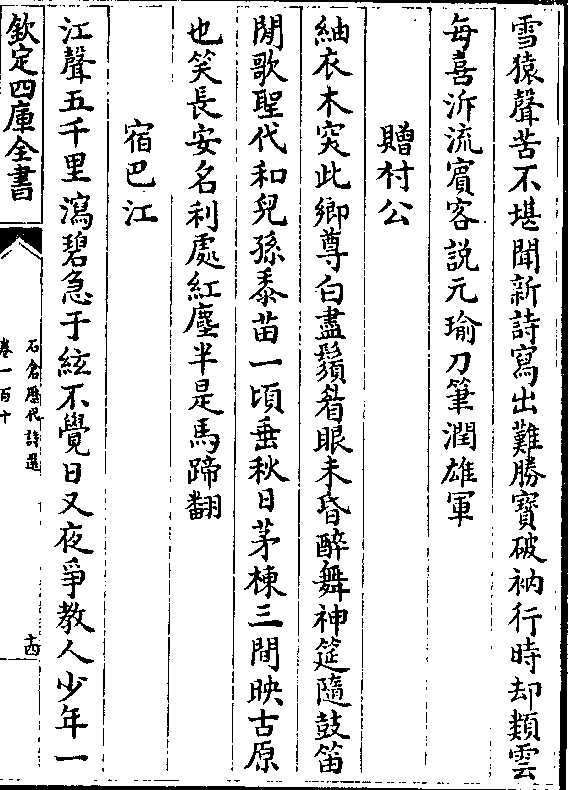 雪猿聲苦不堪聞新詩寫出難勝寶破衲行時却類雲
每喜泝流賓客説元瑜刀筆潤雄軍
贈村公
紬衣木突此鄉尊白盡鬚眉眼未昏醉舞神筵隨鼓笛
閒歌聖代和兒孫黍苗一頃垂秋日茅棟三間映古原
也笑長安名利處紅塵半是馬蹄翻
宿巴江
江聲五千里瀉碧急于絃不覺日又夜爭教人少年一
欽定四庫全書
石倉歷代詩選
卷一百十
十四